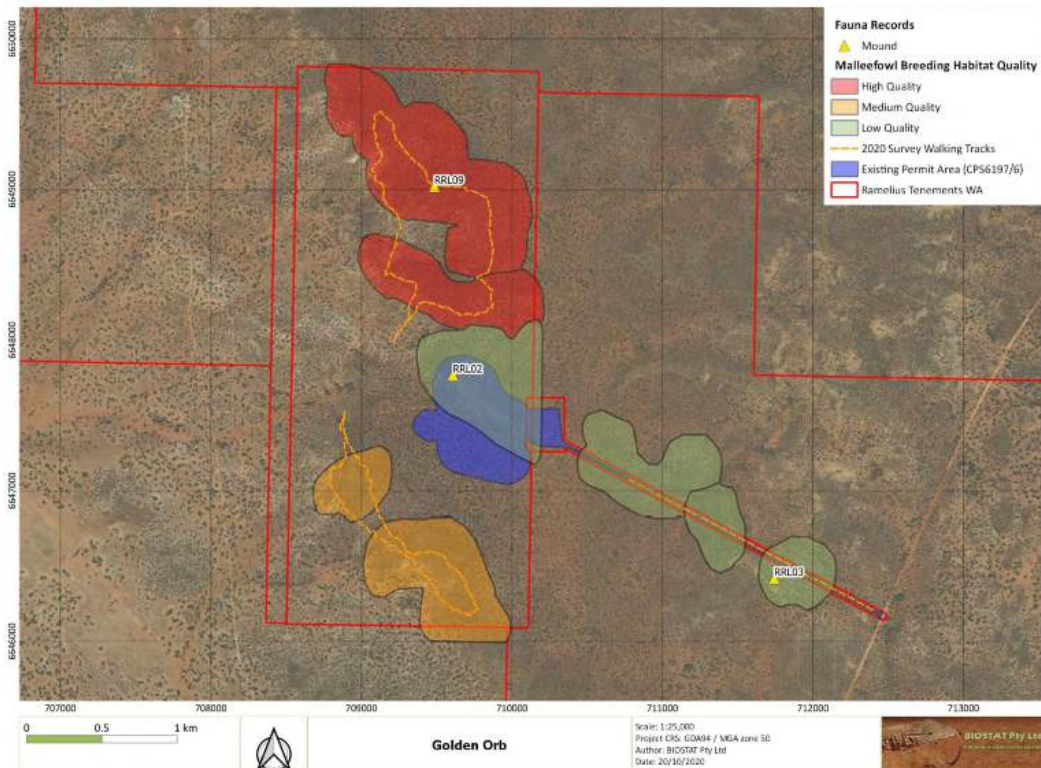 Fauna Records
Mound
Malleefowl Breeding Habitat Quality
High Quality
Medium Quality
Low Quality
2020 Survey Walking Tracks
Existing Permit Area (CPS6197/6)
Ramelius Tenements WA
6650000
6649000
6648000
6647000
6646000
RRL09
RRL02
RRL03
707000 708000 709000 710000 711000 712000 713000
0 0.5 1 km
Golden Orb
Scale: 1:25,000
Project CRS: GDA94 / MGA zone 50
Author: BIOSTAT Pty Ltd
Date: 20/10/2020
BIOSTAT Pty Ltd